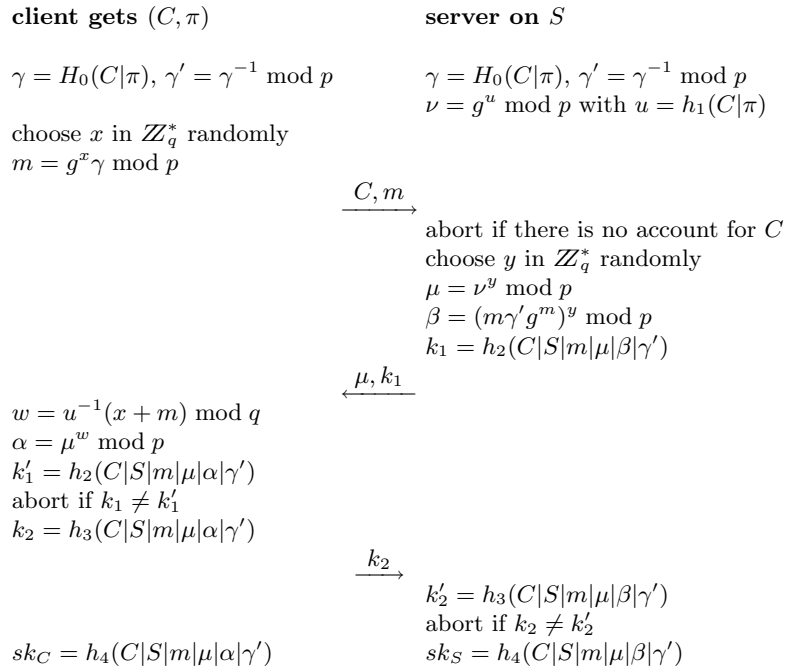 client gets (C, π) server on S
γ = H₀(C|π), γ′ = γ⁻¹ mod p γ = H₀(C|π), γ′ = γ⁻¹ mod p
ν = gᵘ mod p with u = h₁(C|π)
choose x in ℤ*_q randomly
m = gˣγ mod p
C, m
abort if there is no account for C
choose y in ℤ*_q randomly
μ = νʸ mod p
β = (mγ′gᵐ)ʸ mod p
k₁ = h₂(C|S|m|μ|β|γ′)
μ, k₁
w = u⁻¹(x + m) mod q
α = μʷ mod p
k′₁ = h₂(C|S|m|μ|α|γ′)
abort if k₁ ≠ k′₁
k₂ = h₃(C|S|m|μ|α|γ′)
k₂
k′₂ = h₃(C|S|m|μ|β|γ′)
abort if k₂ ≠ k′₂
sk_C = h₄(C|S|m|μ|α|γ′) sk_S = h₄(C|S|m|μ|β|γ′)